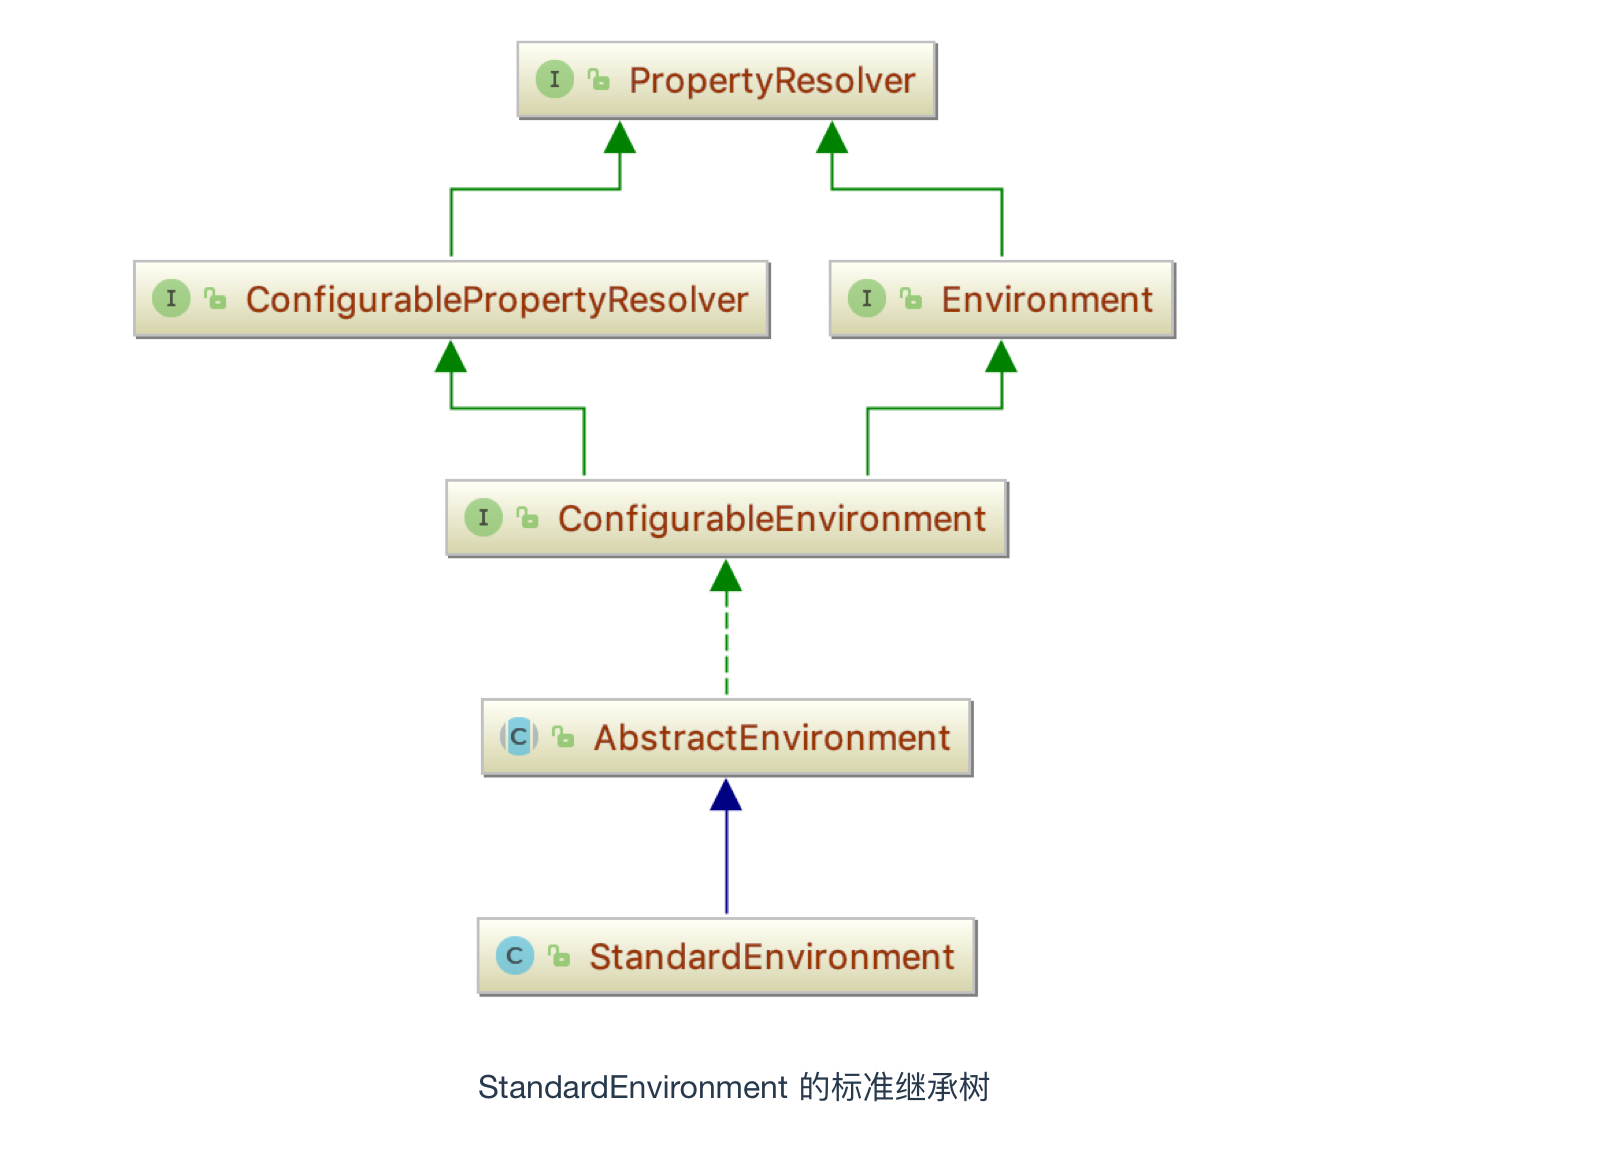 I PropertyResolver
I ConfigurablePropertyResolver
I Environment
I ConfigurableEnvironment
C AbstractEnvironment
C StandardEnvironment
StandardEnvironment 的标准继承树